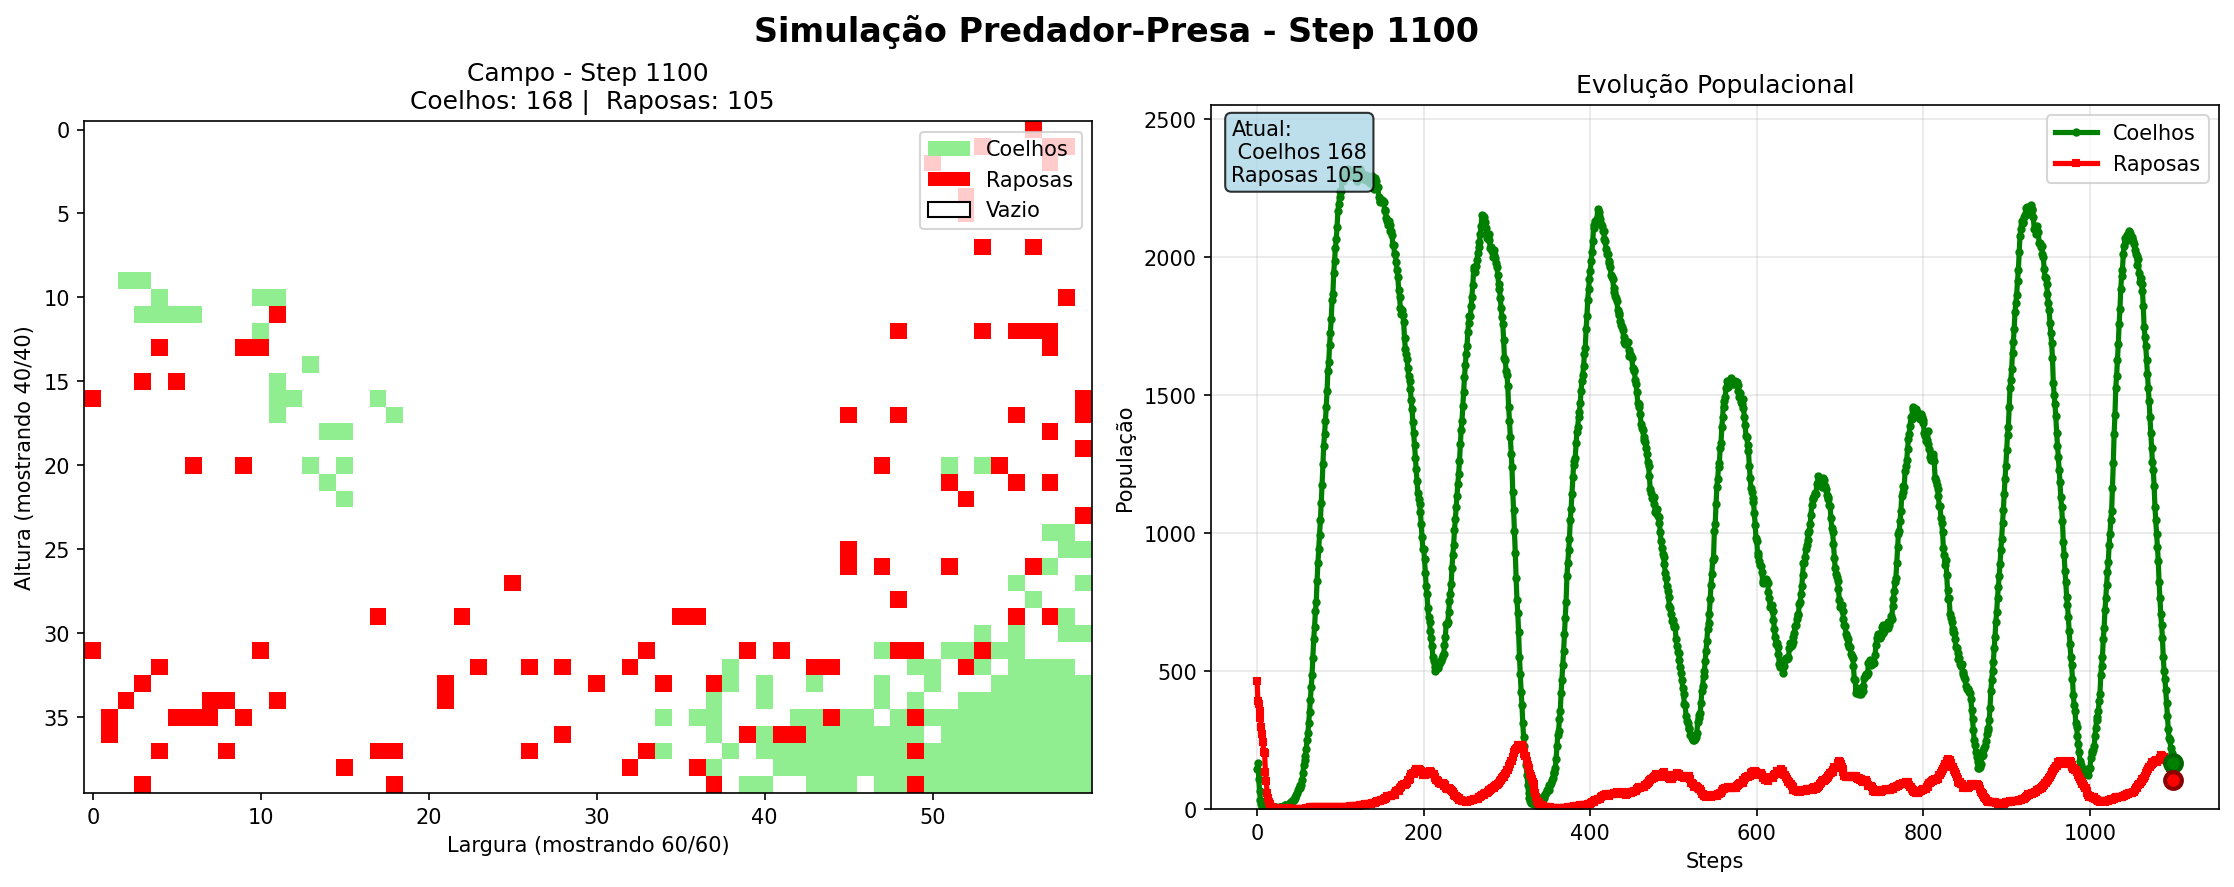 Simulação Predador-Presa - Step 1100
Campo - Step 1100
Coelhos: 168 |  Raposas: 105
Coelhos
Raposas
Vazio
0
5
10
15
20
25
30
35
Altura (mostrando 40/40)
0
10
20
30
40
50
Largura (mostrando 60/60)
Evolução Populacional
Atual:
Coelhos 168
Raposas 105
Coelhos
Raposas
2500
2000
1500
1000
500
0
População
0
200
400
600
800
1000
Steps